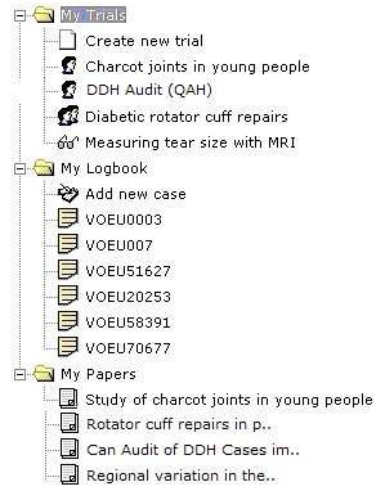 My Trials
Create new trial
Charcot joints in young people
DDH Audit (QAH)
Diabetic rotator cuff repairs
Measuring tear size with MRI
My Logbook
Add new case
VOEU0003
VOEU007
VOEU51627
VOEU20253
VOEU58391
VOEU70677
My Papers
Study of charcot joints in young people
Rotator cuff repairs in p..
Can Audit of DDH Cases im..
Regional variation in the..